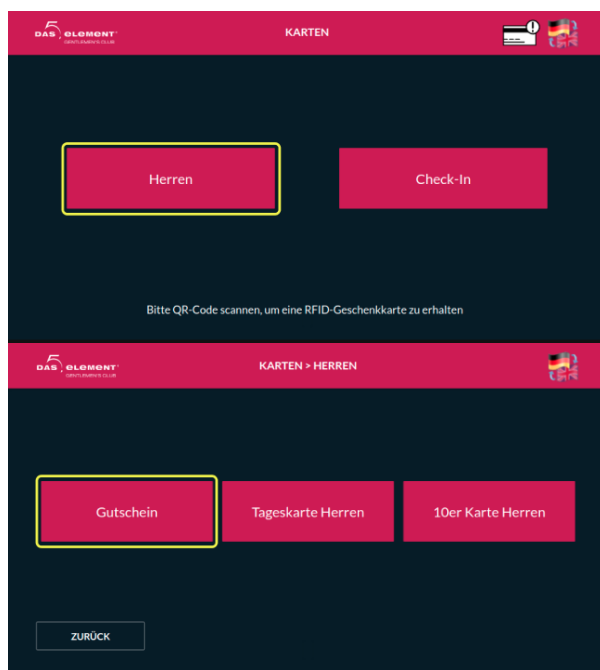 DAS 5 ELEMENT
GENTLEMEN'S CLUB
KARTEN
Herren
Check-In
Bitte QR-Code scannen, um eine RFID-Geschenkkarte zu erhalten
DAS 5 ELEMENT
GENTLEMEN'S CLUB
KARTEN > HERREN
Gutschein
Tageskarte Herren
10er Karte Herren
ZURÜCK